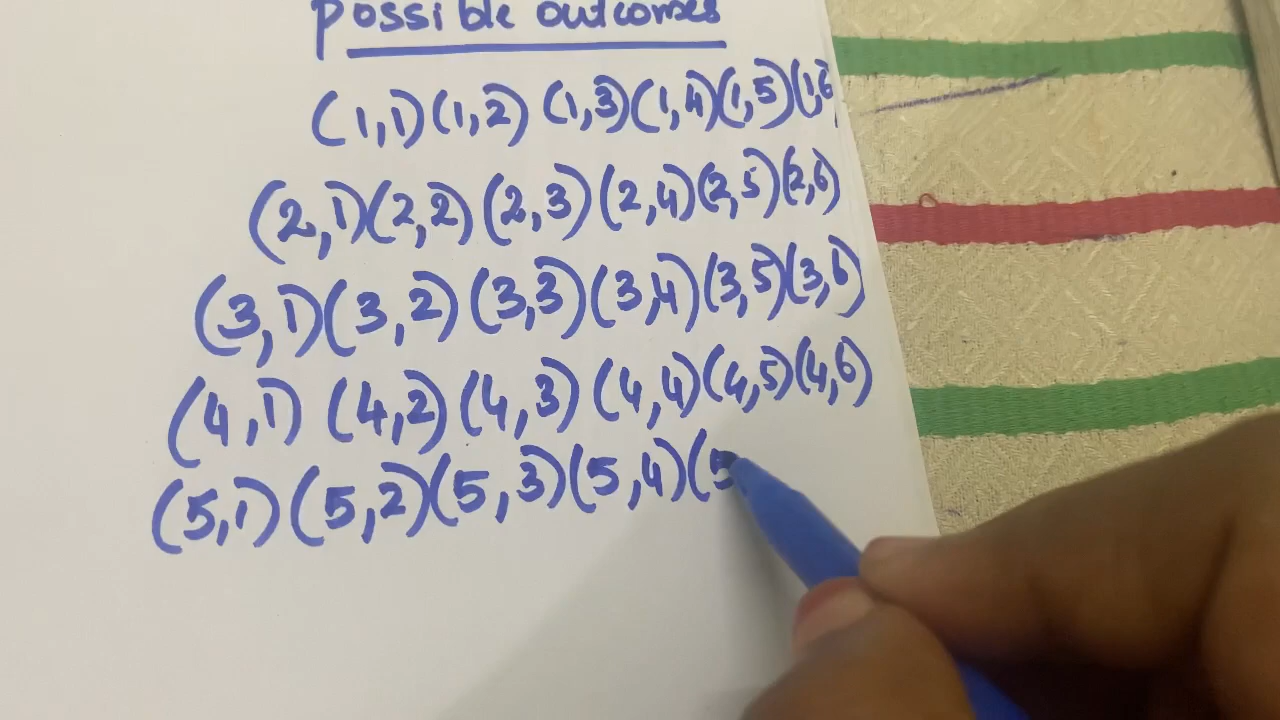 possible outcomes
(1,1) (1,2) (1,3) (1,4) (1,5) (1,6
(2,1) (2,2) (2,3) (2,4) (2,5) (2,6)
(3,1) (3,2) (3,3) (3,4) (3,5) (3,6)
(4,1) (4,2) (4,3) (4,4) (4,5) (4,6)
(5,1) (5,2) (5,3) (5,4) (5